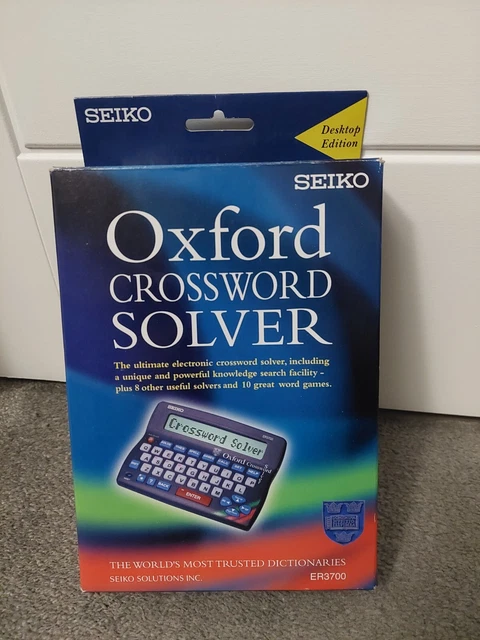 SEIKO
Desktop
Edition
SEIKO
Oxford
CROSSWORD
SOLVER
The ultimate electronic crossword solver, including
a unique and powerful knowledge search facility -
plus 8 other useful solvers and 10 great word games.
SEIKO
Crossword Solver
Oxford Crossword
ENTER
THE WORLD'S MOST TRUSTED DICTIONARIES
SEIKO SOLUTIONS INC.
ER3700